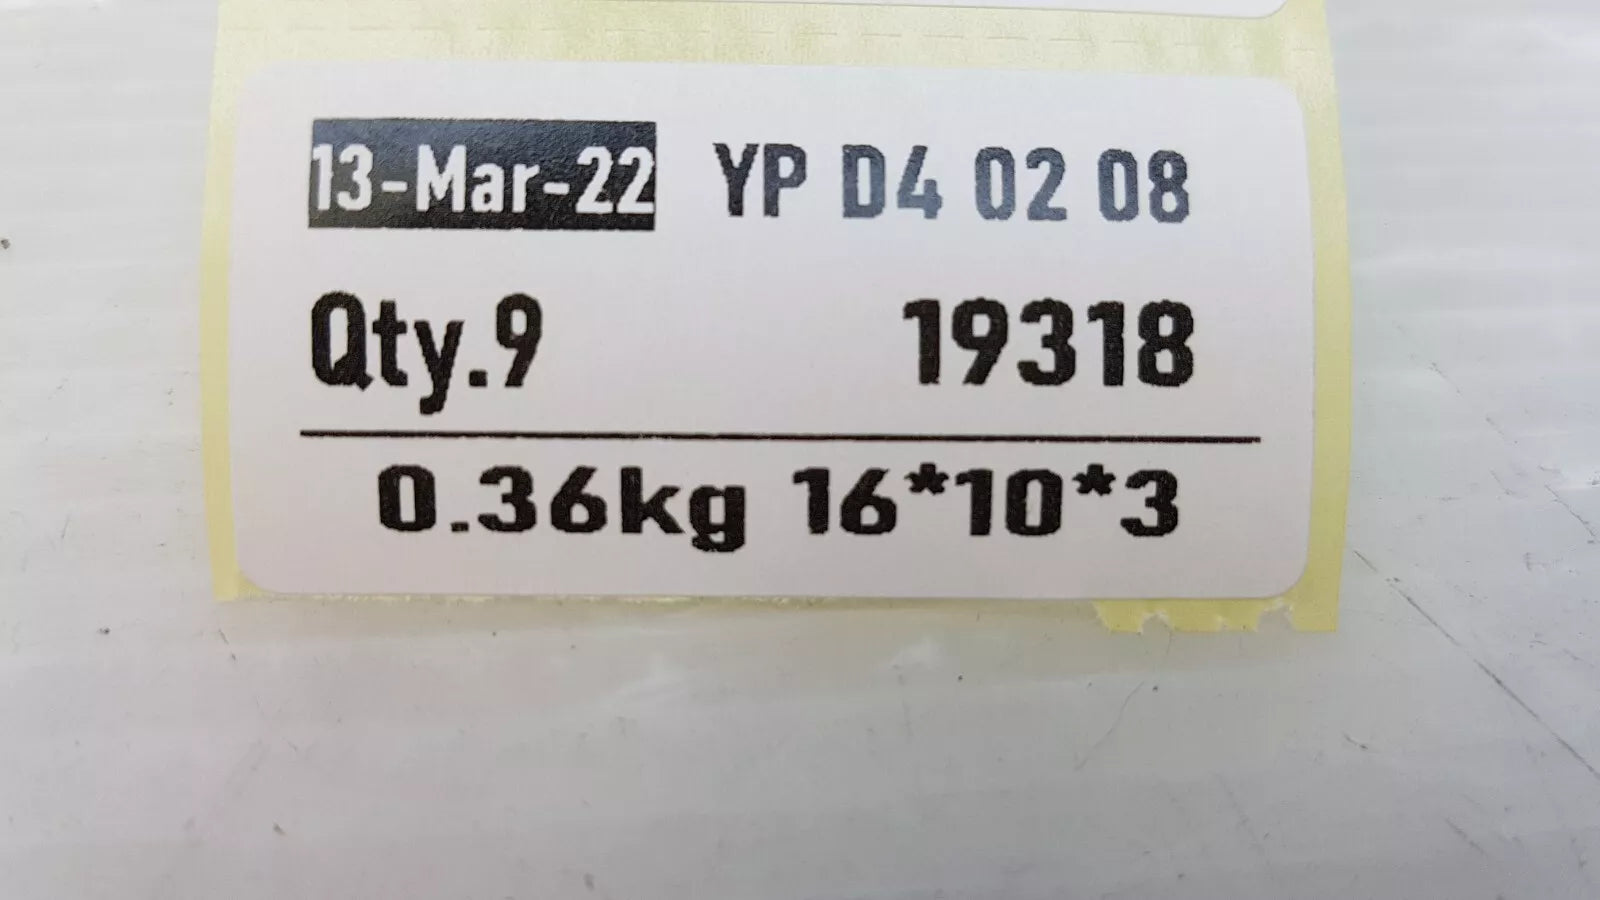 13-Mar-22 YP D4 02 08
Qty.9 19318
0.36kg 16*10*3